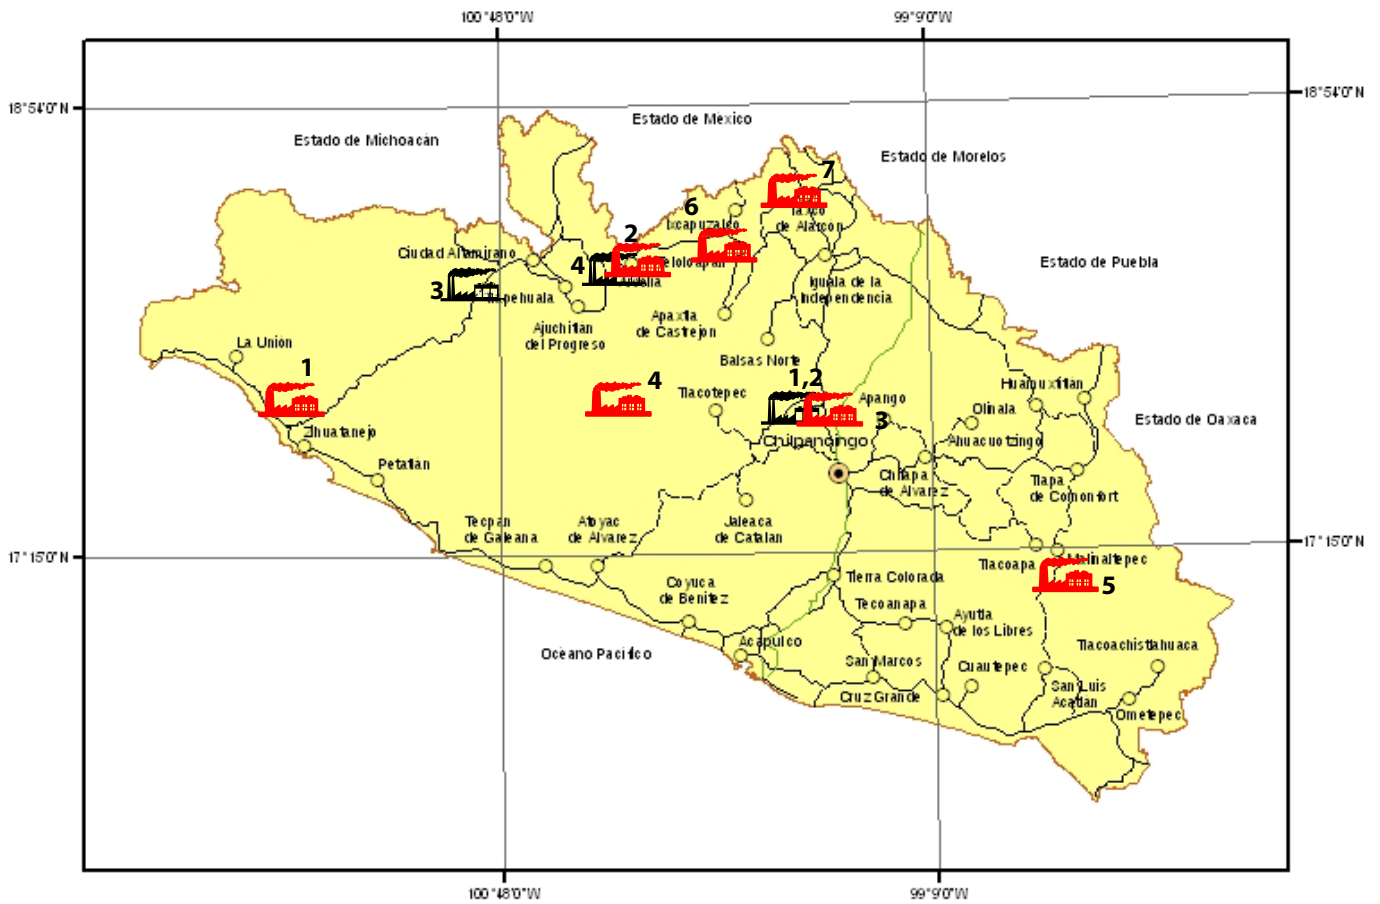 100°48'0"W
99°9'0"W
18°54'0"N
18°54'0"N
Estado de Mexico
Estado de Michoacán
Estado de Morelos
7
6
Taxco
de Alarcón
Ixcapuzalco
2
Ciudad Altamirano
4
Teloloapan
Estado de Puebla
3
Iguala de la
Independencia
Ajuchitlan
del Progreso
Apaxtla
de Castrejon
La Unión
Balsas Norte
1
4
1,2
Huamuxtitlán
Tlacotepec
Apango
Olinala
3
Estado de Oaxaca
Zihuatanejo
Chilpancingo
Ahuacuotzingo
Petatlán
Chilapa
de Alvarez
Tlapa
de Comonfort
Tecpan
de Galeana
Atoyac
de Alvarez
Jaleaca
de Catalan
17°15'0"N
17°15'0"N
Tlacoapa
Malinaltepec
Tierra Colorada
5
Coyuca
de Benitez
Tecoanapa
Ayutla
de los Libres
Acapulco
Tlacoachistlahuaca
Océano Pacífico
San Marcos
Cuautepec
San Luis
Acatlan
Cruz Grande
Ometepec
100°48'0"W
99°9'0"W